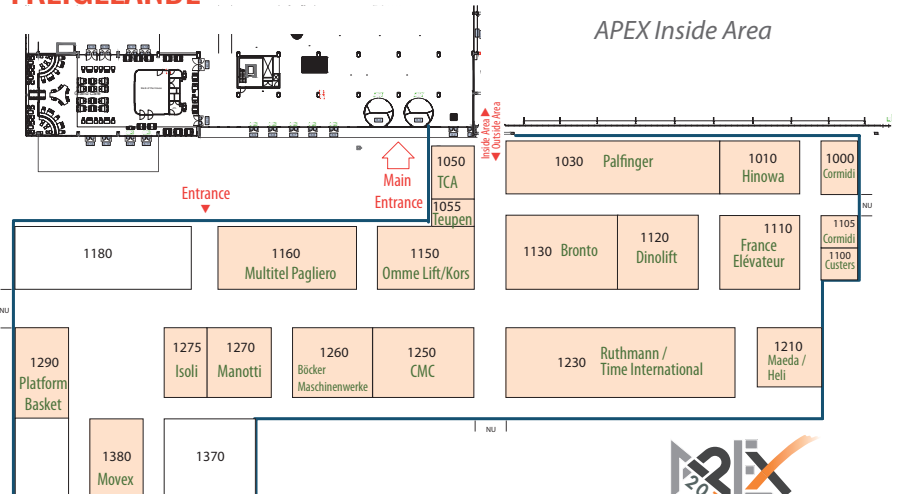 FREIGELÄNDE
APEX Inside Area
Inside Area
Outside Area
Main
Entrance
Entrance
1050
TCA
1055
Teupen
1030 Palfinger
1010
Hinowa
1000
Cormidi
NU
1180
1160
Multitel Pagliero
1150
Omme Lift/Kors
1130 Bronto
1120
Dinolift
1110
France
Elévateur
1105
Cormidi
1100
Custers
NU
1290
Platform
Basket
1275
Isoli
1270
Manotti
1260
Böcker
Maschinenwerke
1250
CMC
1230
Ruthmann /
Time International
1210
Maeda /
Heli
NU
1380
Movex
1370
APEX
20